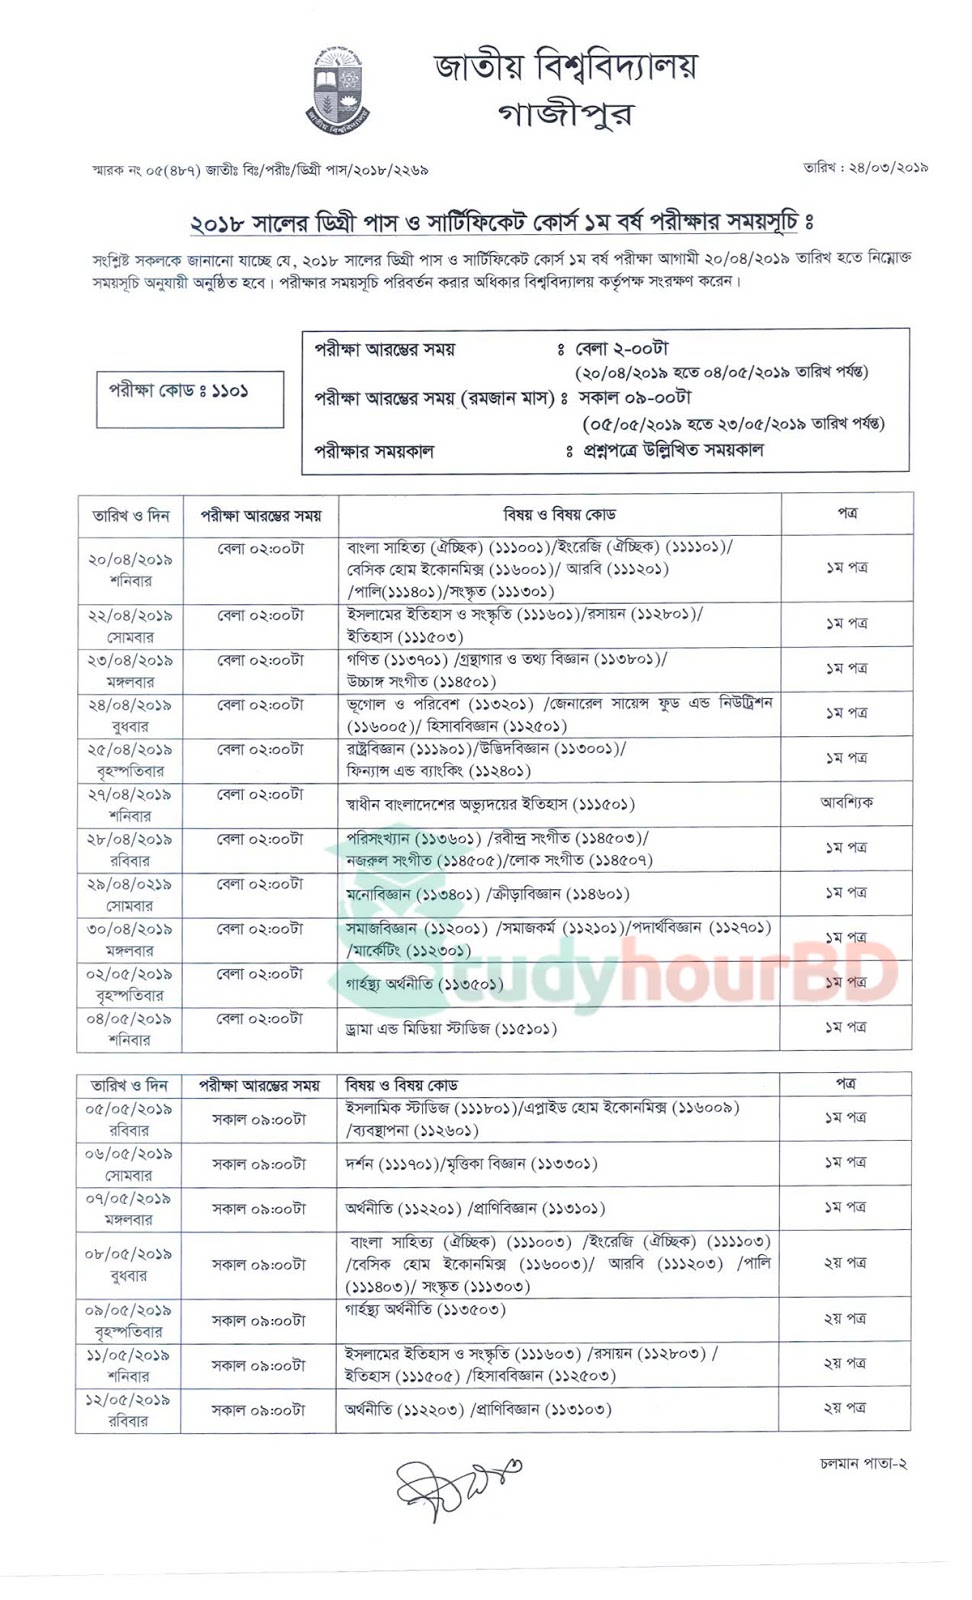 জাতীয় বিশ্ববিদ্যালয়
গাজীপুর
স্মারক নং ০৫(৪৮৭) জাতীঃ বিঃ/পরীঃ/ডিগ্রী পাস/২০১৮/২২৬৯
তারিখ : ২৪/০৩/২০১৯
২০১৮ সালের ডিগ্রী পাস ও সার্টিফিকেট কোর্স ১ম বর্ষ পরীক্ষার সময়সূচি :
সংশ্লিষ্ট সকলকে জানানো যাচ্ছে যে, ২০১৮ সালের ডিগ্রী পাস ও সার্টিফিকেট কোর্স ১ম বর্ষ পরীক্ষা আগামী ২০/০৪/২০১৯ তারিখ হতে নিম্নোক্ত
সময়সূচি অনুযায়ী অনুষ্ঠিত হবে। পরীক্ষার সময়সূচি পরিবর্তন করার অধিকার বিশ্ববিদ্যালয় কর্তৃপক্ষ সংরক্ষণ করেন।
পরীক্ষা কোড : ১১০১
পরীক্ষা আরম্ভের সময় : বেলা ২-০০টা
(২০/০৪/২০১৯ হতে ০৪/০৫/২০১৯ তারিখ পর্যন্ত)
পরীক্ষা আরম্ভের সময় (রমজান মাস) : সকাল ০৯-০০টা
(০৫/০৫/২০১৯ হতে ২৩/০৫/২০১৯ তারিখ পর্যন্ত)
পরীক্ষার সময়কাল : প্রশ্নপত্রে উল্লিখিত সময়কাল
তারিখ ও দিন পরীক্ষা আরম্ভের সময় বিষয় ও বিষয় কোড পত্র
২০/০৪/২০১৯ শনিবার বেলা ০২:০০টা বাংলা সাহিত্য (ঐচ্ছিক) (১১১০০১)/ইংরেজি (ঐচ্ছিক) (১১১১০১)/
বেসিক হোম ইকোনমিক্স (১১৬০০১)/ আরবি (১১১২০১)
/পালি(১১১৪০১)/সংস্কৃত (১১১৩০১) ১ম পত্র
২২/০৪/২০১৯ সোমবার বেলা ০২:০০টা ইসলামের ইতিহাস ও সংস্কৃতি (১১১৬০১)/রসায়ন (১১২৮০১)/
ইতিহাস (১১১৫০৩) ১ম পত্র
২৩/০৪/২০১৯ মঙ্গলবার বেলা ০২:০০টা গণিত (১১৩৭০১) /গ্রন্থাগার ও তথ্য বিজ্ঞান (১১৩৮০১)/
উচ্চাঙ্গ সংগীত (১১৪৫০১) ১ম পত্র
২৪/০৪/২০১৯ বুধবার বেলা ০২:০০টা ভূগোল ও পরিবেশ (১১৩২০১) /জেনারেল সায়েন্স ফুড এন্ড নিউট্রিশন
(১১৬০০৫)/ হিসাববিজ্ঞান (১১২৫০১) ১ম পত্র
২৫/০৪/২০১৯ বৃহস্পতিবার বেলা ০২:০০টা রাষ্ট্রবিজ্ঞান (১১১৯০১)/উদ্ভিদবিজ্ঞান (১১৩০০১)/
ফিন্যান্স এন্ড ব্যাংকিং (১১২৪০১) ১ম পত্র
২৭/০৪/২০১৯ শনিবার বেলা ০২:০০টা স্বাধীন বাংলাদেশের অভ্যুদয়ের ইতিহাস (১১১৫০১) আবশ্যিক
২৮/০৪/২০১৯ রবিবার বেলা ০২:০০টা পরিসংখ্যান (১১৩৬০১) /রবীন্দ্র সংগীত (১১৪৫০৩)/
নজরুল সংগীত (১১৪৫০৫)/লোক সংগীত (১১৪৫০৭) ১ম পত্র
২৯/০৪/০২১৯ সোমবার বেলা ০২:০০টা মনোবিজ্ঞান (১১৩৪০১) /ক্রীড়াবিজ্ঞান (১১৪৬০১) ১ম পত্র
৩০/০৪/২০১৯ মঙ্গলবার বেলা ০২:০০টা সমাজবিজ্ঞান (১১২০০১) /সমাজকর্ম (১১২১০১)/পদার্থবিজ্ঞান (১১২৭০১)
/মার্কেটিং (১১২৩০১) ১ম পত্র
০২/০৫/২০১৯ বৃহস্পতিবার বেলা ০২:০০টা গার্হস্থ্য অর্থনীতি (১১৩৫০১) ১ম পত্র
০৪/০৫/২০১৯ শনিবার বেলা ০২:০০টা ড্রামা এন্ড মিডিয়া স্টাডিজ (১১৫১০১) ১ম পত্র
studyhourBD
তারিখ ও দিন পরীক্ষা আরম্ভের সময় বিষয় ও বিষয় কোড পত্র
০৫/০৫/২০১৯ রবিবার সকাল ০৯:০০টা ইসলামিক স্টাডিজ (১১১৮০১)/এপ্লাইড হোম ইকোনমিক্স (১১৬০০৯)
/ব্যবস্থাপনা (১১২৬০১) ১ম পত্র
০৬/০৫/২০১৯ সোমবার সকাল ০৯:০০টা দর্শন (১১১৭০১)/মৃত্তিকা বিজ্ঞান (১১৩৩০১) ১ম পত্র
০৭/০৫/২০১৯ মঙ্গলবার সকাল ০৯:০০টা অর্থনীতি (১১২২০১) /প্রাণিবিজ্ঞান (১১৩১০১) ১ম পত্র
০৮/০৫/২০১৯ বুধবার সকাল ০৯:০০টা বাংলা সাহিত্য (ঐচ্ছিক) (১১১০০৩) /ইংরেজি (ঐচ্ছিক) (১১১১০৩)
/বেসিক হোম ইকোনমিক্স (১১৬০০৩)/ আরবি (১১১২০৩) /পালি
(১১১৪০৩)/ সংস্কৃত (১১১৩০৩) ২য় পত্র
০৯/০৫/২০১৯ বৃহস্পতিবার সকাল ০৯:০০টা গার্হস্থ্য অর্থনীতি (১১৩৫০৩) ২য় পত্র
১১/০৫/২০১৯ শনিবার সকাল ০৯:০০টা ইসলামের ইতিহাস ও সংস্কৃতি (১১১৬০৩) /রসায়ন (১১২৮০৩) /
ইতিহাস (১১১৫০৫) /হিসাববিজ্ঞান (১১২৫০৩) ২য় পত্র
১২/০৫/২০১৯ রবিবার সকাল ০৯:০০টা অর্থনীতি (১১২২০৩) /প্রাণিবিজ্ঞান (১১৩১০৩) ২য় পত্র
চলমান পাতা-২